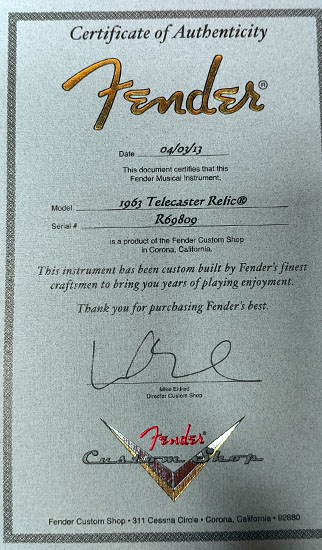 Certificate of Authenticity
Fender®
Date 04/03/13
This document certifies that this
Fender Musical Instrument,
Model 1963 Telecaster Relic®
Serial # R69809
is a product of the Fender Custom Shop
in Corona, California.
This instrument has been custom built by Fender's finest
craftsmen to bring you years of playing enjoyment.
Thank you for purchasing Fender's best.
Mike Eldred
Director Custom Shop
Fender
Custom Shop
Fender Custom Shop • 311 Cessna Circle • Corona, California • 92880